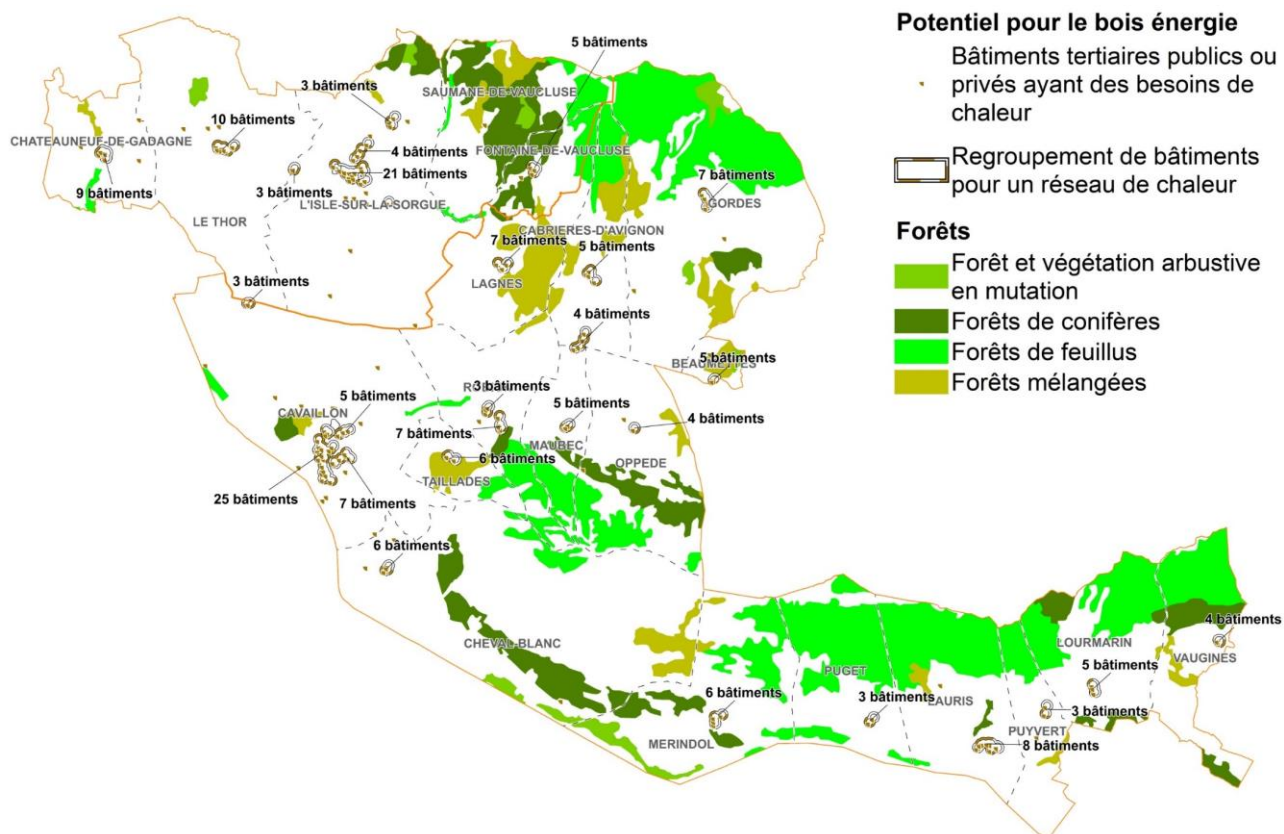 Potentiel pour le bois énergie
Bâtiments tertiaires publics ou
privés ayant des besoins de
chaleur
Regroupement de bâtiments
pour un réseau de chaleur
Forêts
Forêt et végétation arbustive
en mutation
Forêts de conifères
Forêts de feuillus
Forêts mélangées
5 bâtiments
3 bâtiments
SAUMANE-DE-VAUCLUSE
10 bâtiments
CHATEAUNEUF-DE-GADAGNE
4 bâtiments
FONTAINE-DE-VAUCLUSE
21 bâtiments
7 bâtiments
9 bâtiments
3 bâtiments
L'ISLE-SUR-LA-SORGUE
GORDES
LE THOR
CABRIERES-D'AVIGNON
7 bâtiments
5 bâtiments
3 bâtiments
LAGNES
4 bâtiments
5 bâtiments
BEAUMETTES
3 bâtiments
5 bâtiments
5 bâtiments
4 bâtiments
CAVAILLON
7 bâtiments
MAUBEC
6 bâtiments
OPPEDE
TAILLADES
25 bâtiments
7 bâtiments
6 bâtiments
4 bâtiments
CHEVAL-BLANC
LOURMARIN
VAUGINES
PUGET
5 bâtiments
6 bâtiments
3 bâtiments
LAURIS
3 bâtiments
PUYVERT
MERINDOL
8 bâtiments